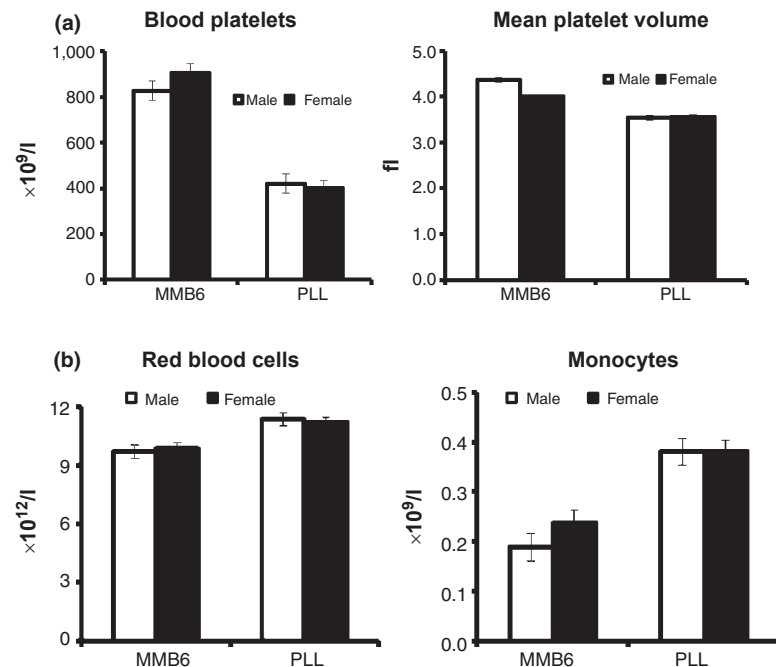 (a)
Blood platelets
1,000
800
600
400
200
0
×10⁹/l
Male Female
MMB6 PLL
Mean platelet volume
5.0
4.0
3.0
2.0
1.0
0.0
fl
Male Female
MMB6 PLL
(b)
Red blood cells
12
9
6
3
0
×10¹²/l
Male Female
MMB6 PLL
Monocytes
0.5
0.4
0.3
0.2
0.1
0.0
×10⁹/l
Male Female
MMB6 PLL